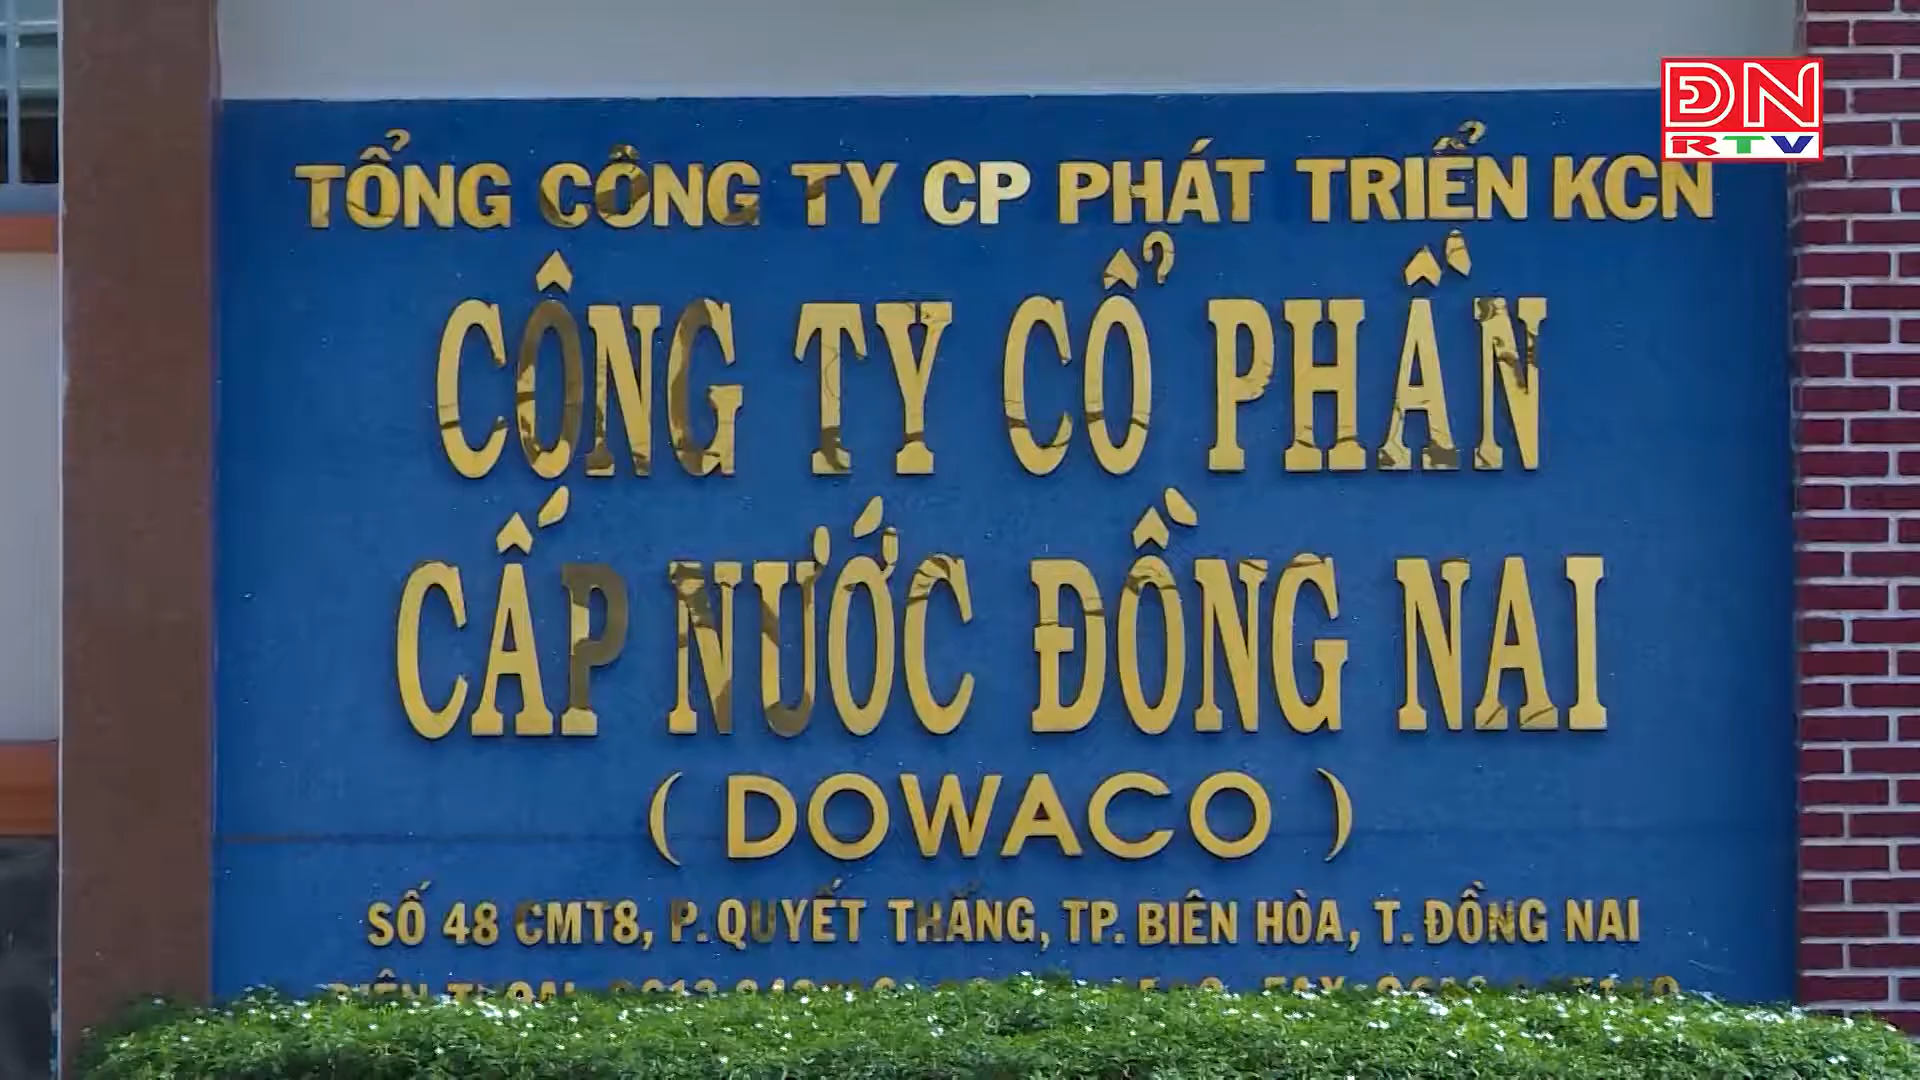 ĐN
RTV
TỔNG CÔNG TY CP PHÁT TRIỂN KCN
CÔNG TY CỔ PHẦN
CẤP NƯỚC ĐỒNG NAI
( DOWACO )
SỐ 48 CMT8, P. QUYẾT THẮNG, TP. BIÊN HÒA, T. ĐỒNG NAI